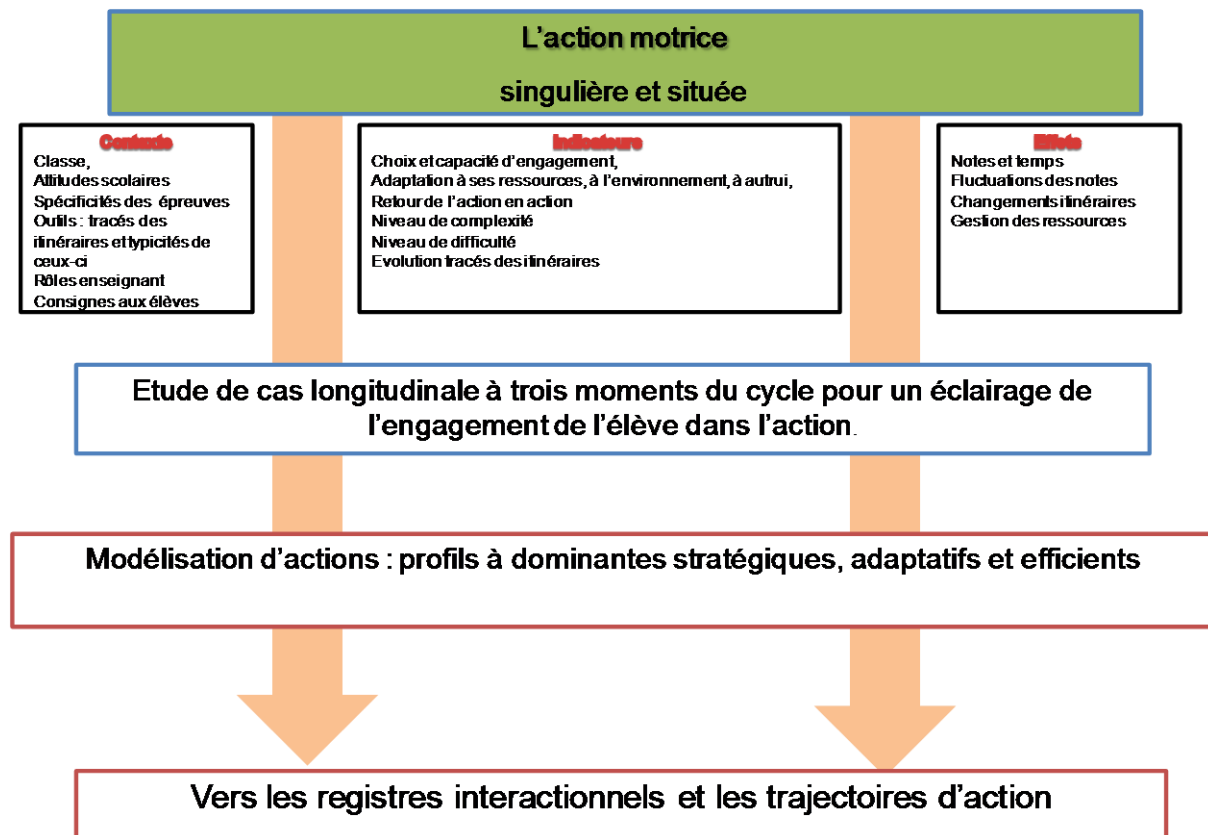 L'action motrice
singulière et située
Contexte
Classe,
Attitudes scolaires
Spécificités des épreuves
Outils : tracés des
itinéraires et typicités de
ceux-ci
Rôles enseignant
Consignes aux élèves
Indicateurs
Choix et capacité d'engagement,
Adaptation à ses ressources, à l'environnement, à autrui,
Retour de l'action en action
Niveau de complexité
Niveau de difficulté
Evolution tracés des itinéraires
Effets
Notes et temps
Fluctuations des notes
Changements itinéraires
Gestion des ressources
Etude de cas longitudinale à trois moments du cycle pour un éclairage de
l'engagement de l'élève dans l'action.
Modélisation d'actions : profils à dominantes stratégiques, adaptatifs et efficients
Vers les registres interactionnels et les trajectoires d'action